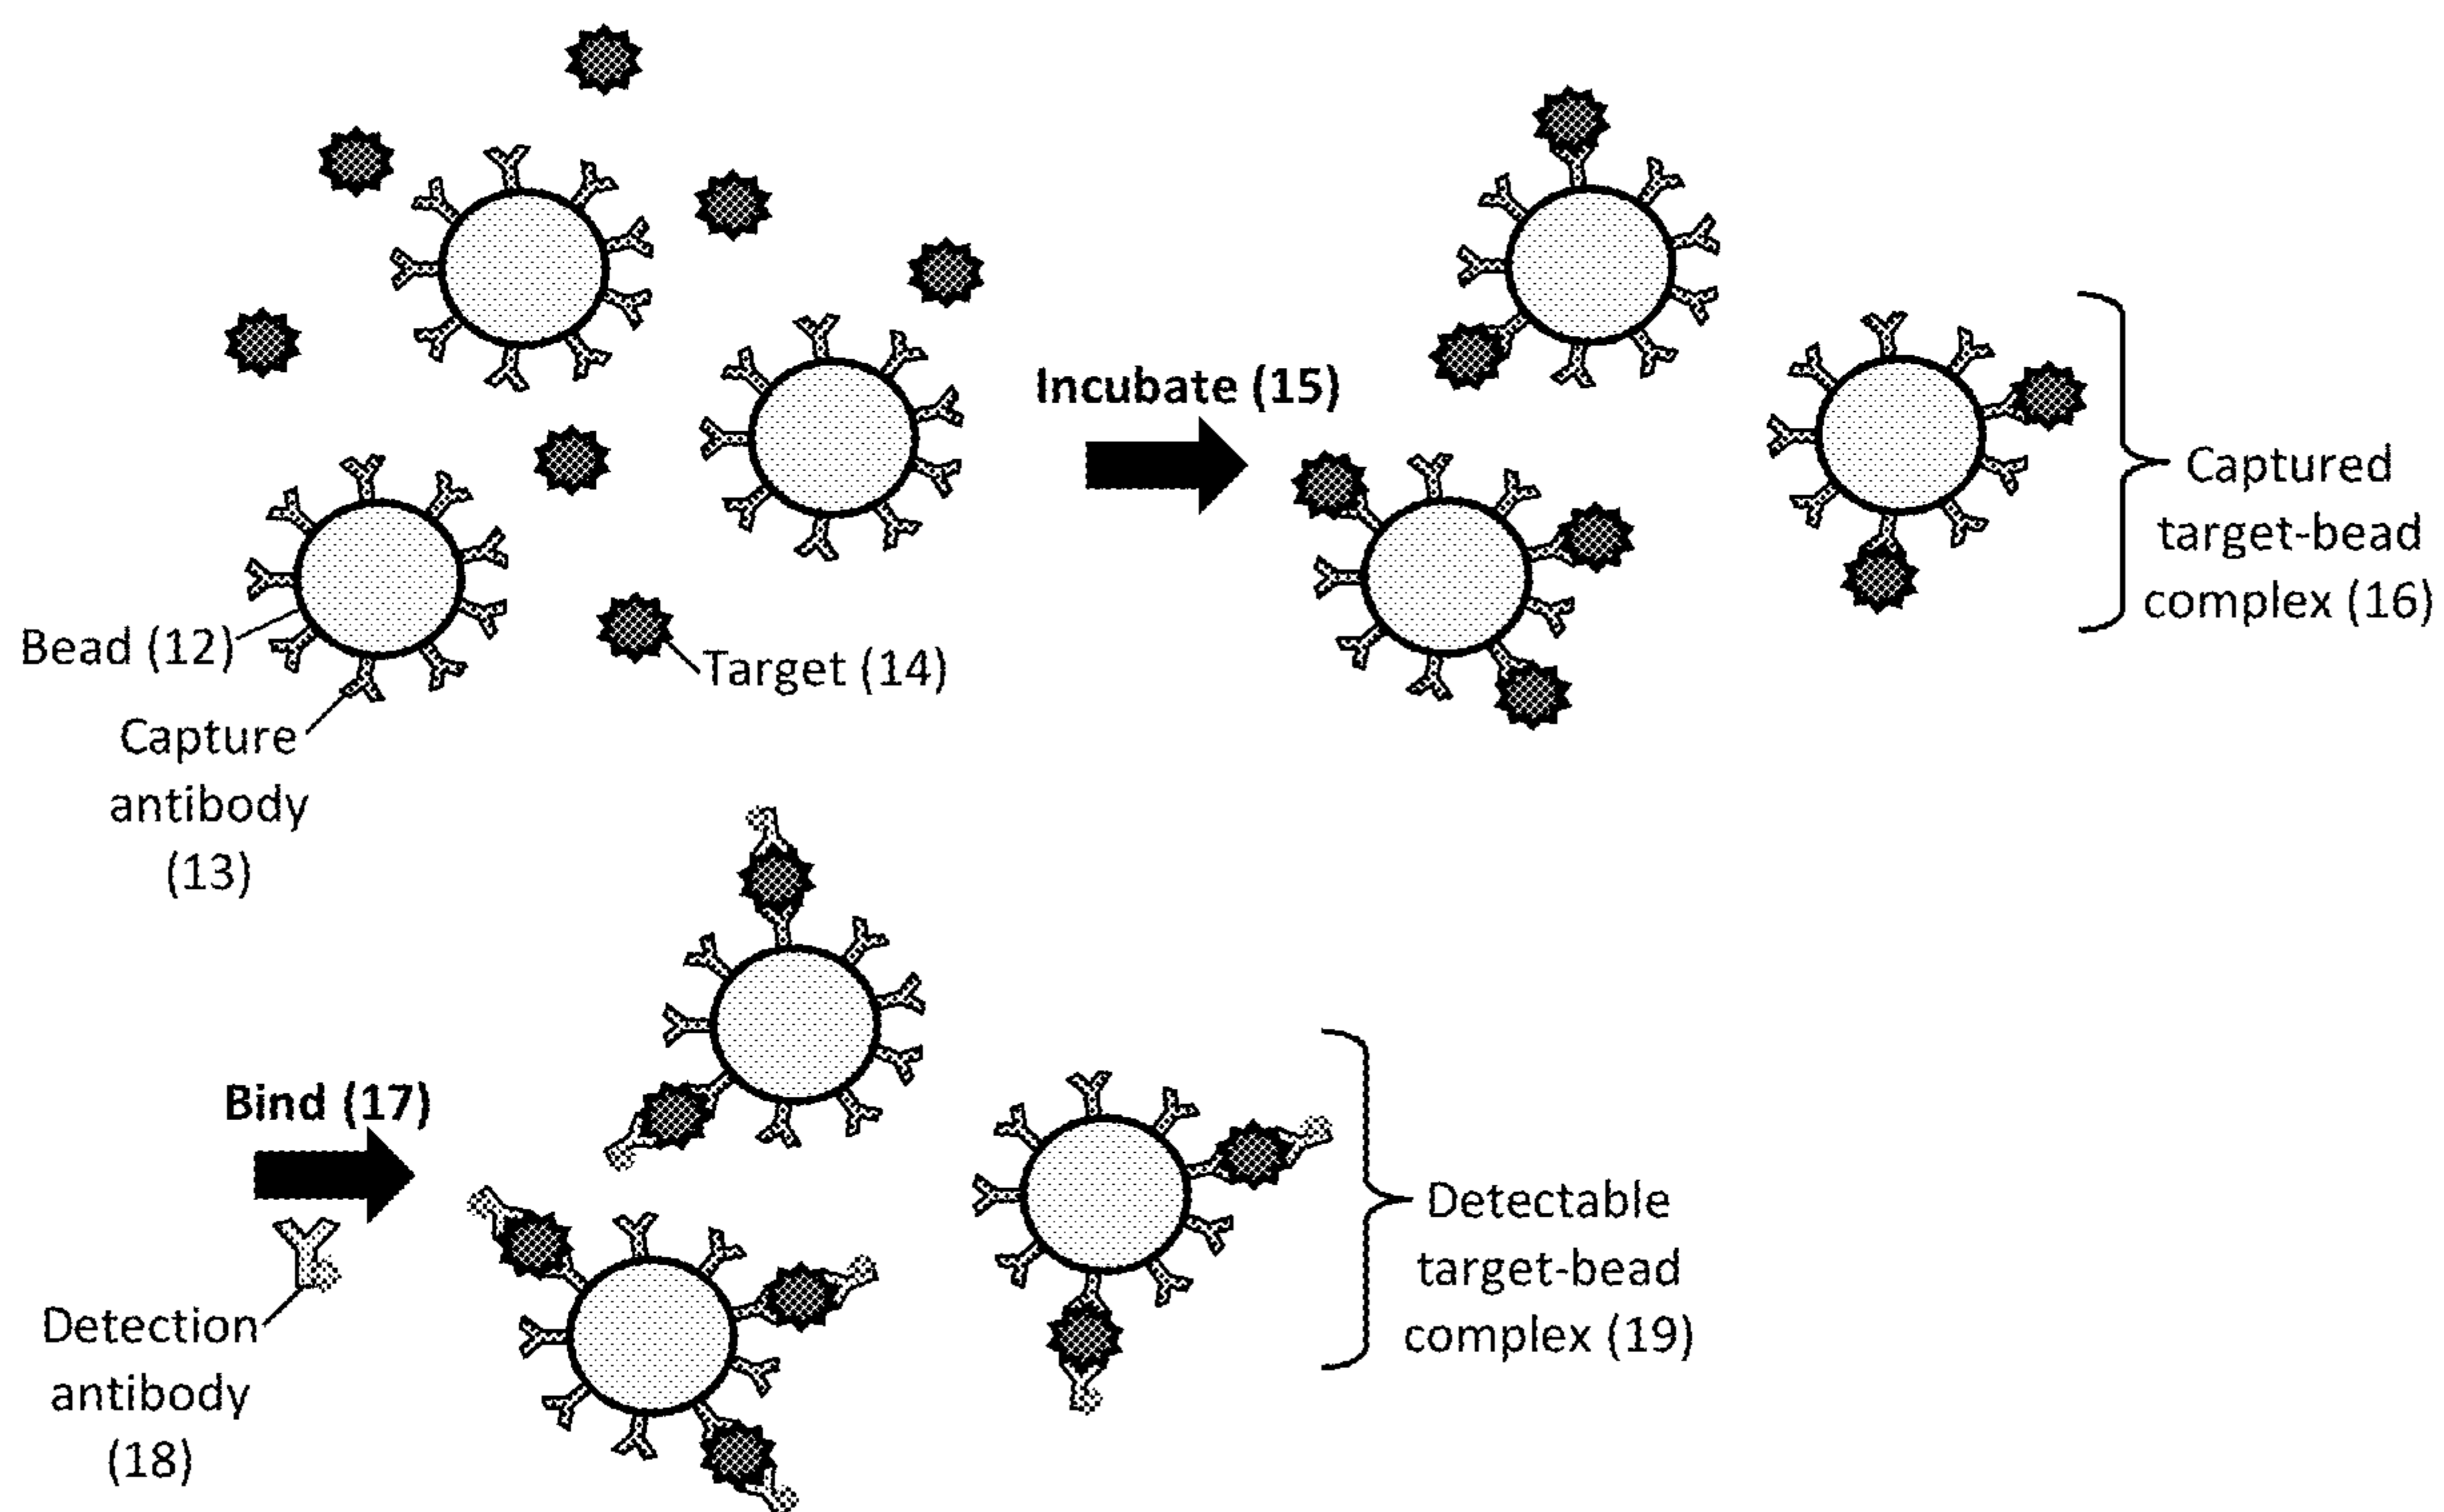 Incubate (15)
Captured
target-bead
complex (16)
Bead (12)
Target (14)
Capture
antibody
(13)
Bind (17)
Detection
antibody
(18)
Detectable
target-bead
complex (19)